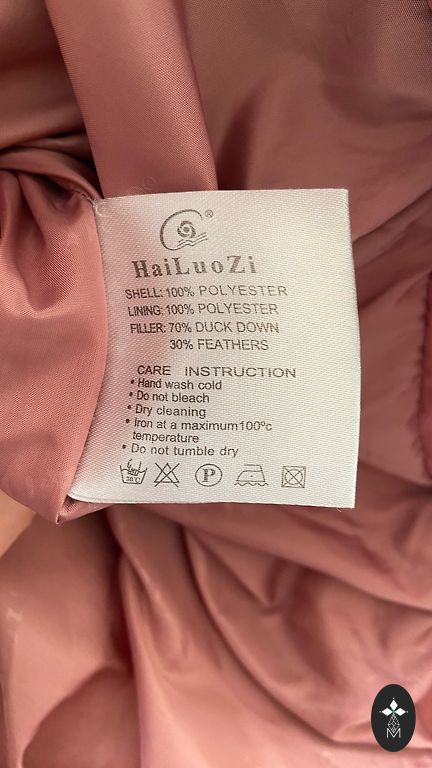 ®
HaiLuoZi
SHELL: 100% POLYESTER
LINING: 100% POLYESTER
FILLER: 70% DUCK DOWN
30% FEATHERS
CARE INSTRUCTION
• Hand wash cold
• Do not bleach
• Dry cleaning
• Iron at a maximum100°c
temperature
• Do not tumble dry
30°C P
M